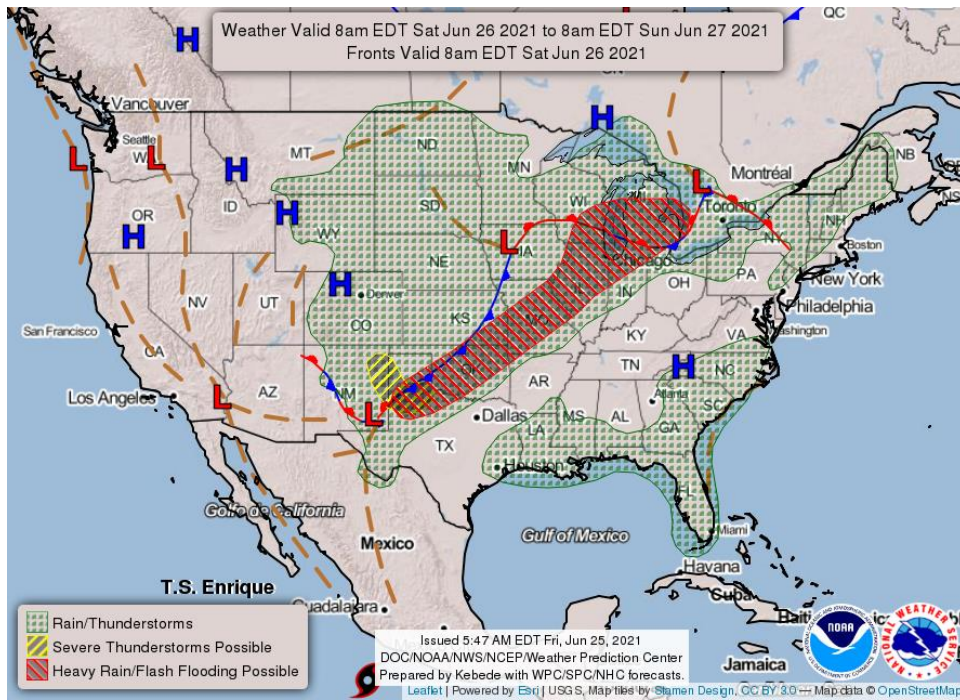 Weather Valid 8am EDT Sat Jun 26 2021 to 8am EDT Sun Jun 27 2021
Fronts Valid 8am EDT Sat Jun 26 2021
QC
H
H
Vancouver
Seattle
L
L
H
MT
ND
MN
L
Montréal
NB
NS
OR
H
ID
H
WY
SD
WI
Toronto
NH
NY
Boston
L
IA
Chicago
NE
H
Denver
NV
UT
CO
KS
MO
IL
IN
OH
PA
New York
Philadelphia
Washington
San Francisco
CA
KY
VA
TN
H
NC
Los Angeles
L
AZ
NM
L
OK
AR
Atlanta
SC
Dallas
MS
AL
GA
TX
LA
Houston
FL
Golfo de California
Mexico
Gulf of Mexico
Miami
Havana
Cuba
T.S. Enrique
Guadalajara
Jamaica
Rain/Thunderstorms
Severe Thunderstorms Possible
Heavy Rain/Flash Flooding Possible
Issued 5:47 AM EDT Fri, Jun 25, 2021
DOC/NOAA/NWS/NCEP/Weather Prediction Center
Prepared by Kebede with WPC/SPC/NHC forecasts.
NOAA
NATIONAL WEATHER SERVICE
Leaflet | Powered by Esri | USGS, Map tiles by Stamen Design, CC BY 3.0 — Map data © OpenStreetMap